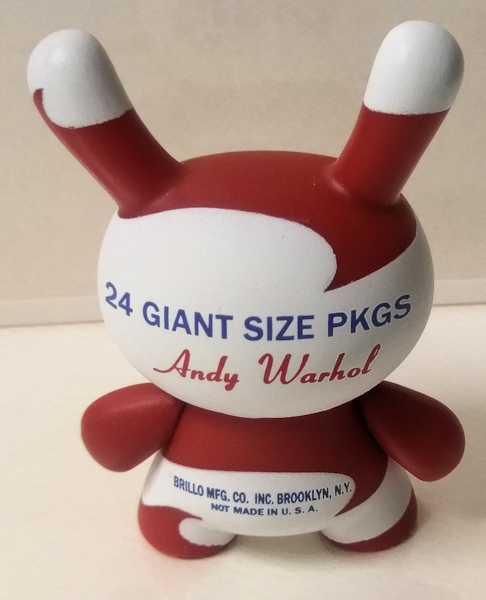 24 GIANT SIZE PKGS
Andy Warhol
BRILLO MFG. CO. INC. BROOKLYN, N.Y.
NOT MADE IN U. S. A.